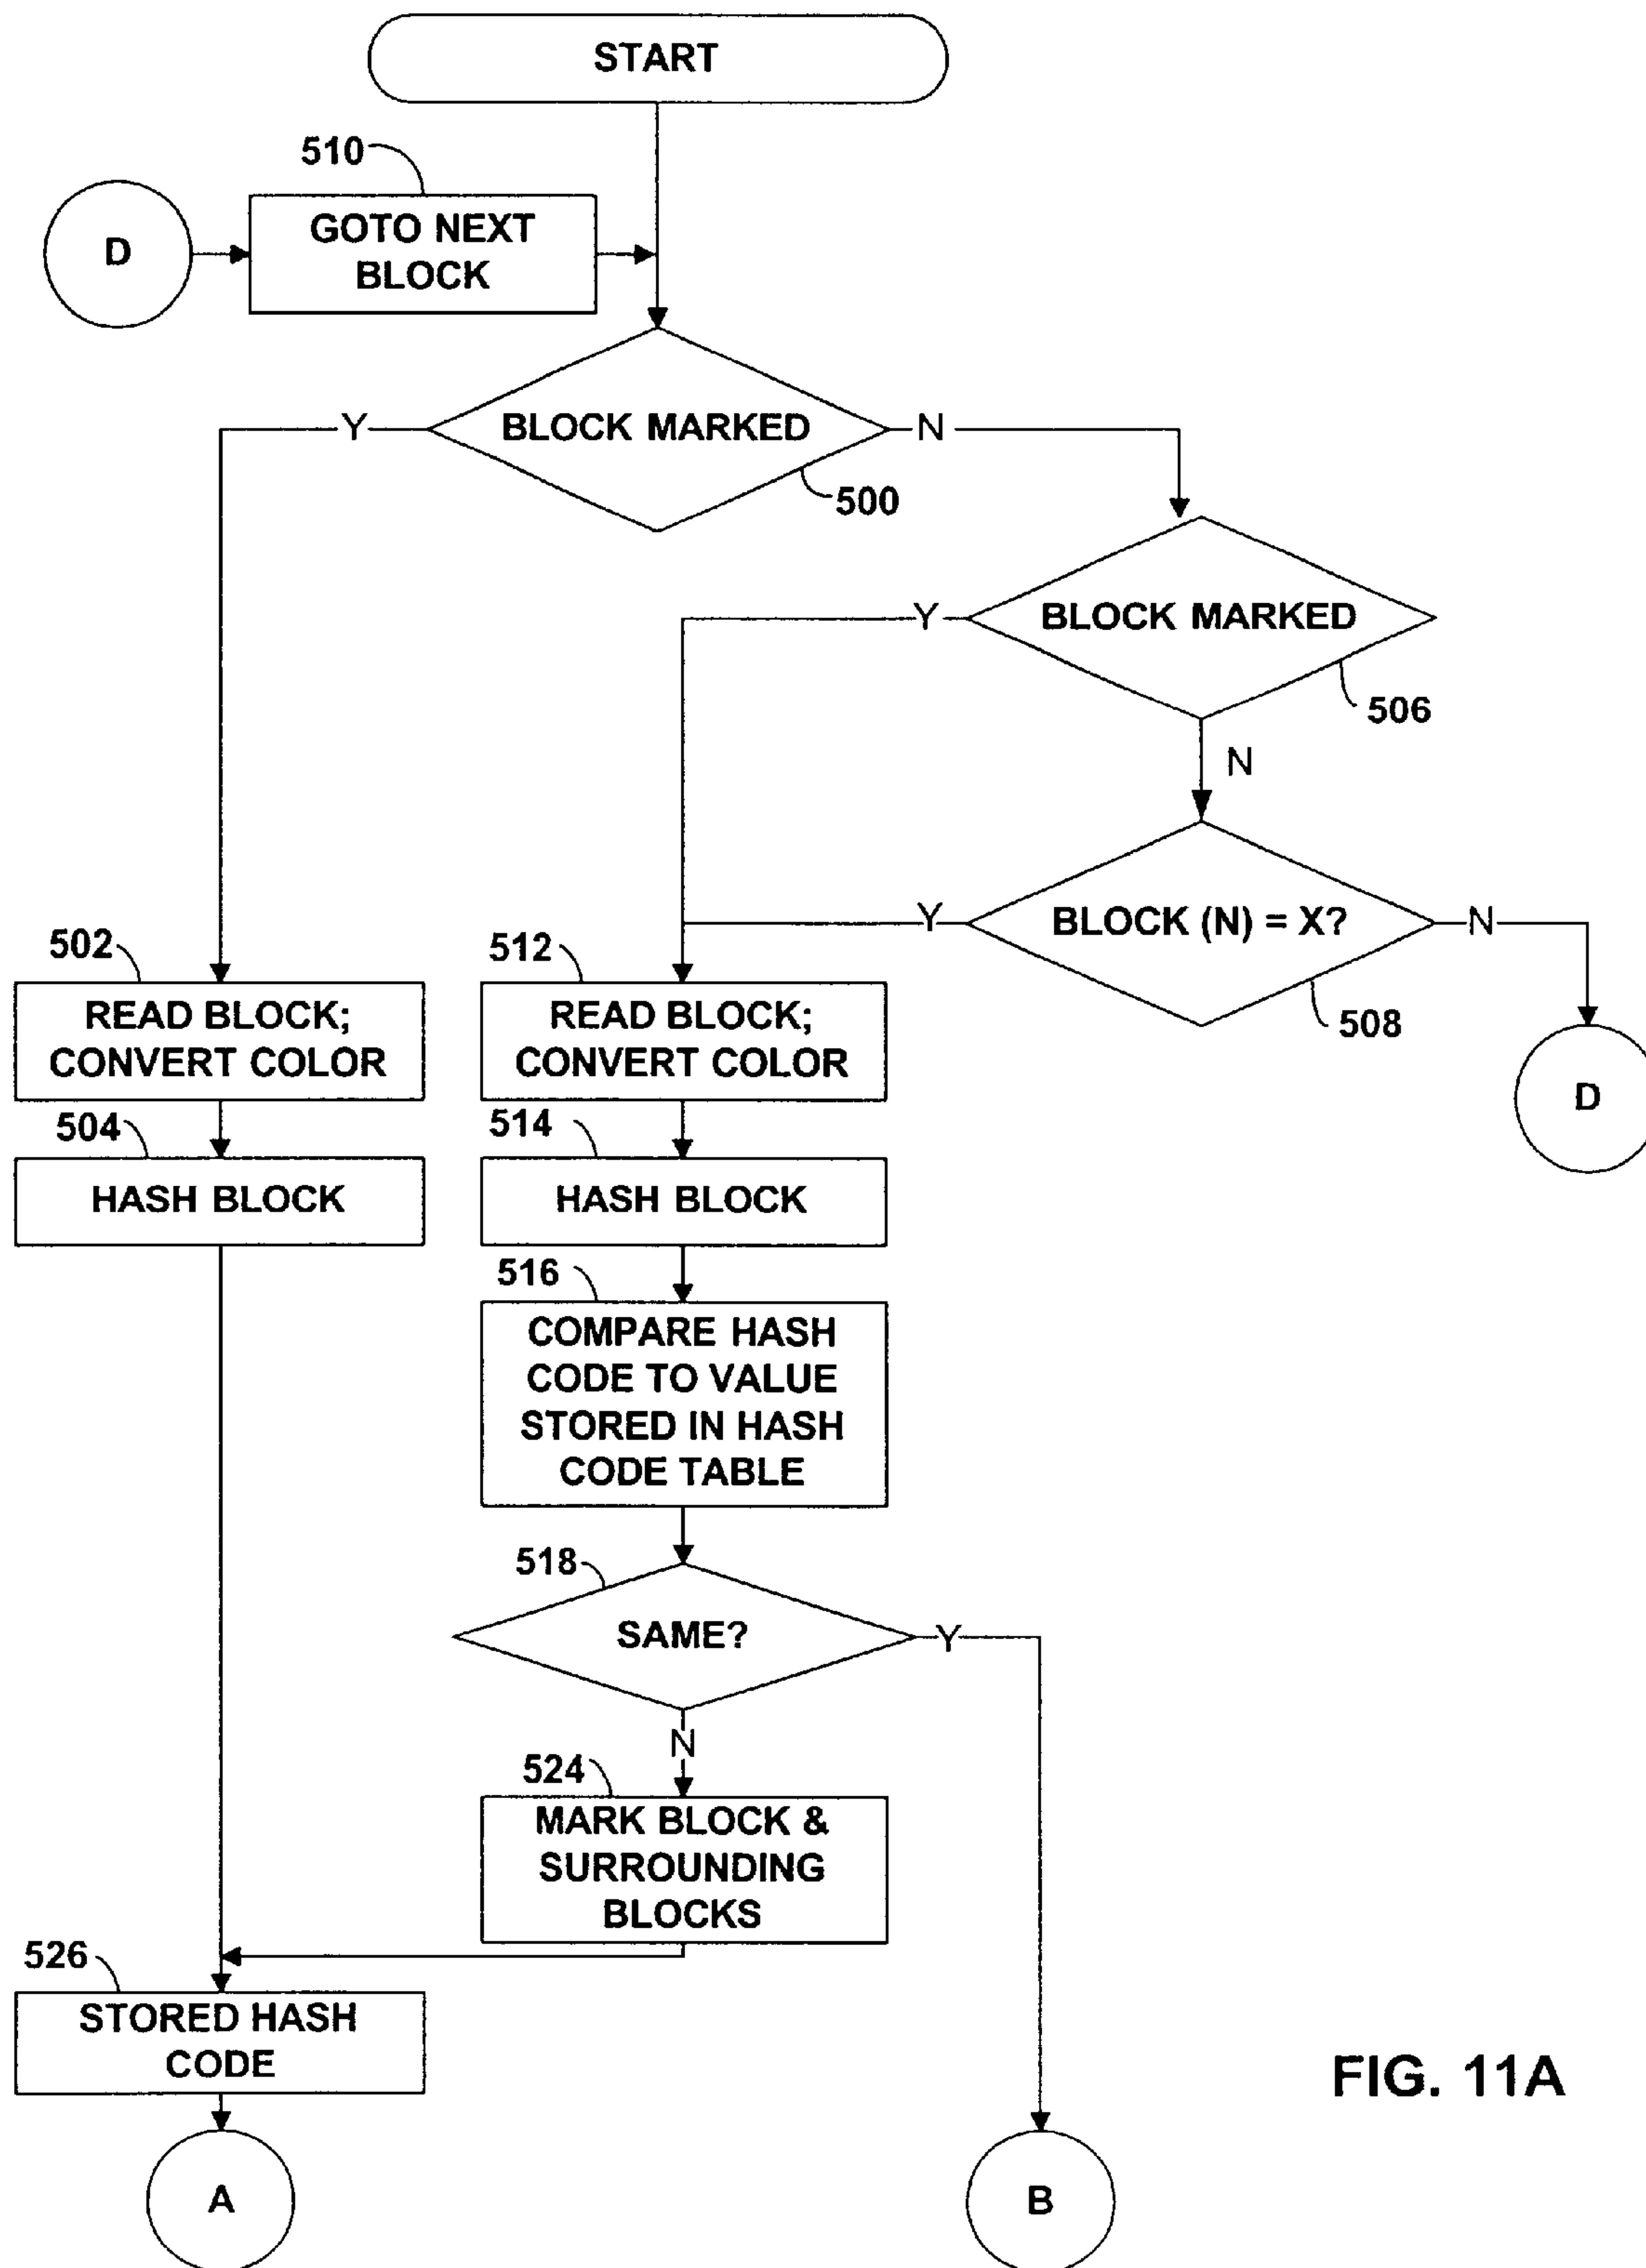 START
510
D
GOTO NEXT
BLOCK
Y
BLOCK MARKED
N
500
Y
BLOCK MARKED
506
N
Y
BLOCK (N) = X?
N
508
D
502
READ BLOCK;
CONVERT COLOR
512
READ BLOCK;
CONVERT COLOR
504
HASH BLOCK
514
HASH BLOCK
516
COMPARE HASH
CODE TO VALUE
STORED IN HASH
CODE TABLE
518
SAME?
Y
N
524
MARK BLOCK &
SURROUNDING
BLOCKS
526
STORED HASH
CODE
A
B
FIG. 11A